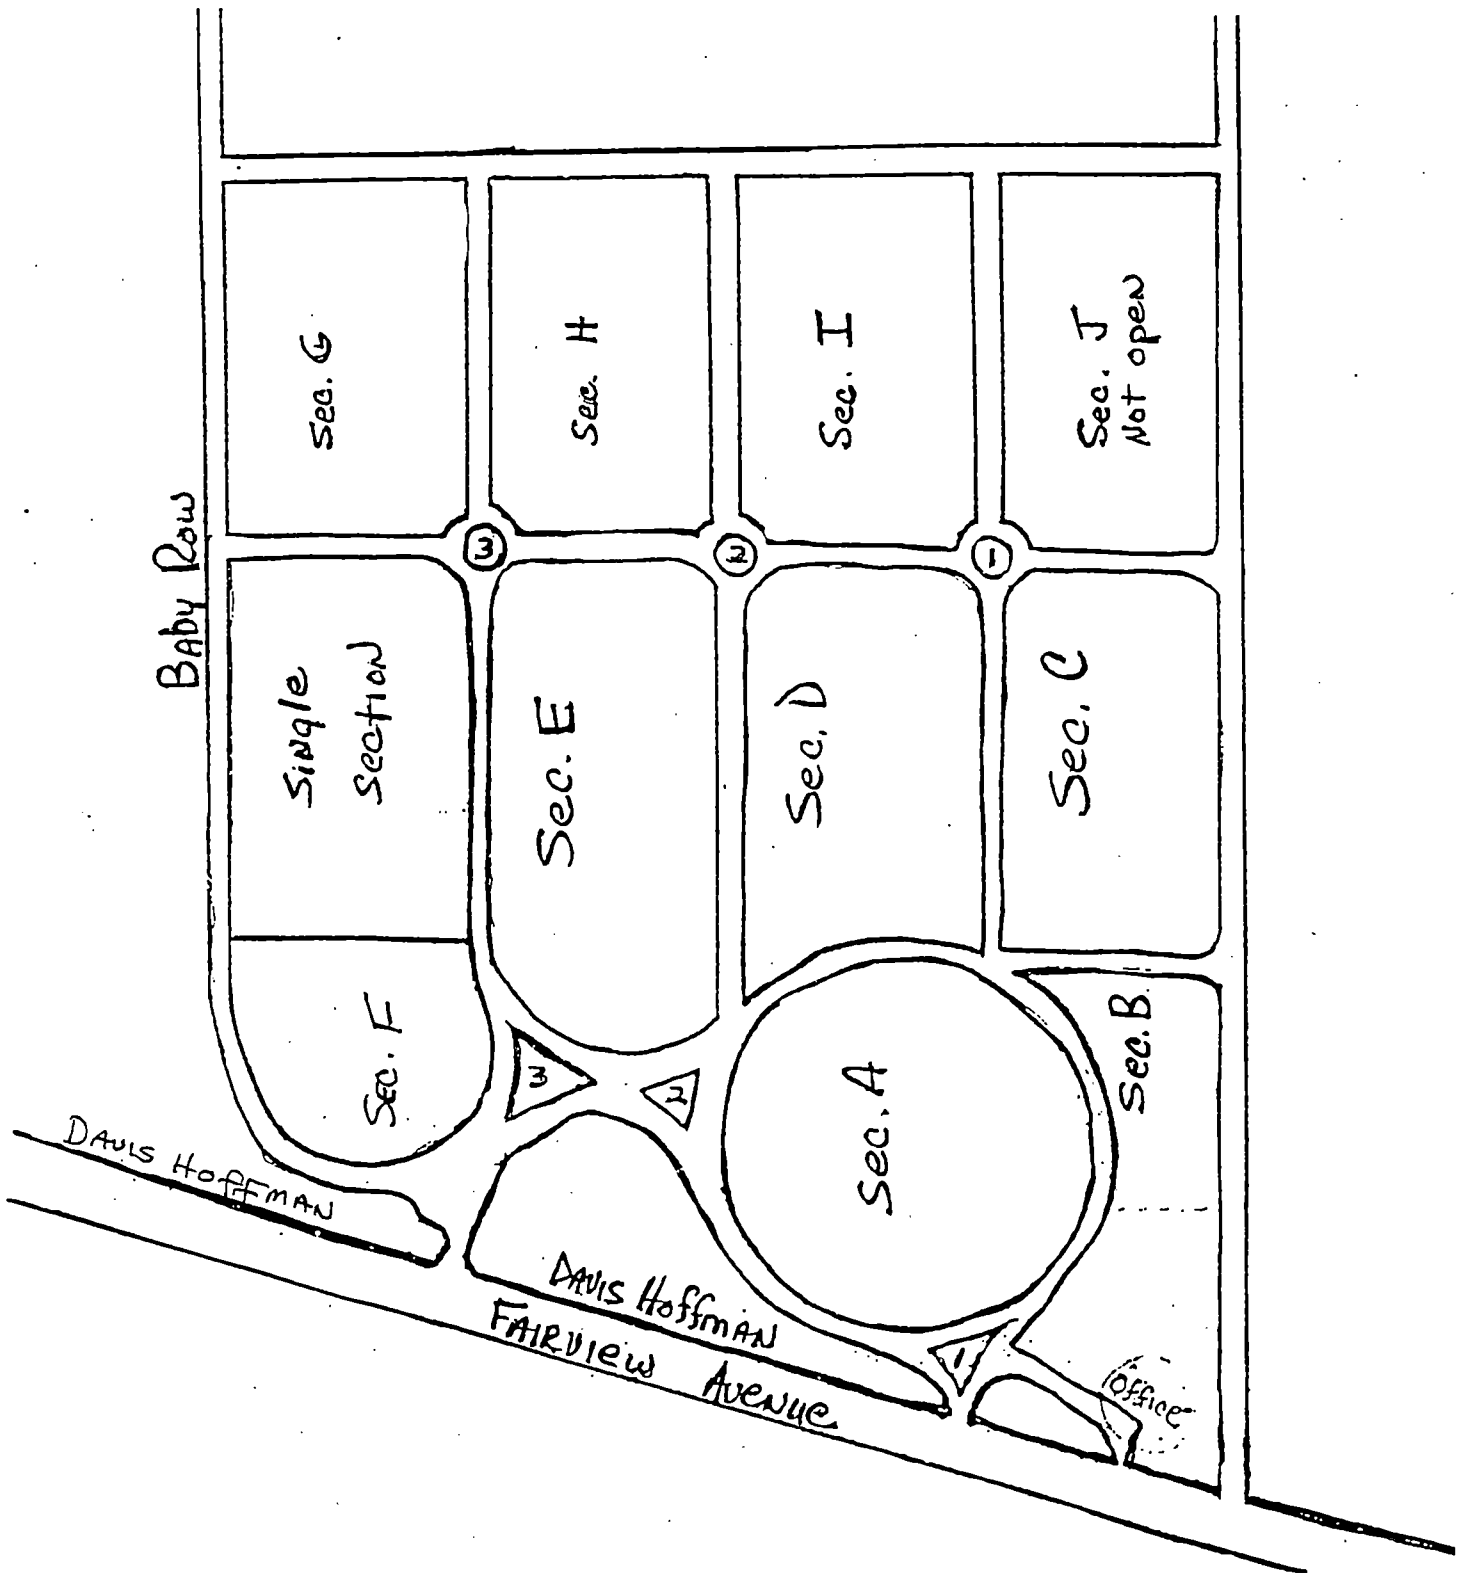 Sec. G
Sec. H
Sec. I
Sec. J
Not open
3
2
1
Baby Row
Single
Section
Sec. E
Sec. D
Sec. C
Sec. F
3
2
Sec. A
Sec. B
Davis Hoffman
Davis Hoffman
Fairview Avenue
1
Office